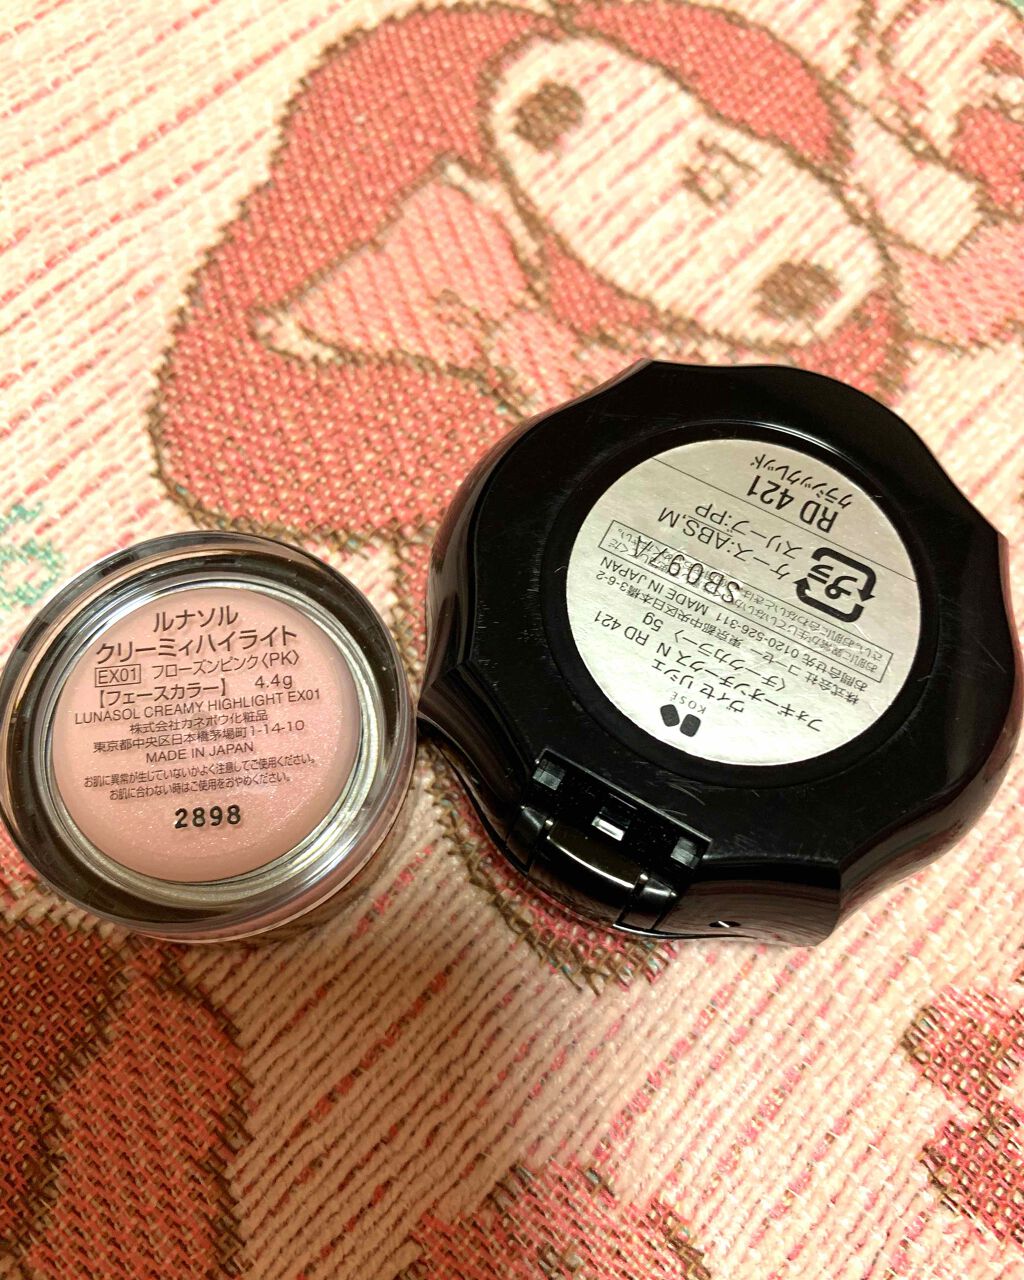 ルナソル
クリーミィハイライト
EX01 フローズンピンク〈PK〉
【フェースカラー】 4.4g
LUNASOL CREAMY HIGHLIGHT EX01
株式会社カネボウ化粧品
東京都中央区日本橋茅場町1-14-10
MADE IN JAPAN
お肌に異常が生じていないかよく注意してご使用ください。
お肌に合わない時はご使用をおやめください。
2898
KOSÉ
ヴィセ リシェ
フォギーオンチークス N RD 421
〈チークカラー〉 5g
株式会社 コーセー
東京都中央区日本橋3-6-2
お問合せ先 0120-526-311 MADE IN JAPAN
SB097A
プラ
ケース:ABS,M
スリーブ:PP
RD 421
クラシックレッド